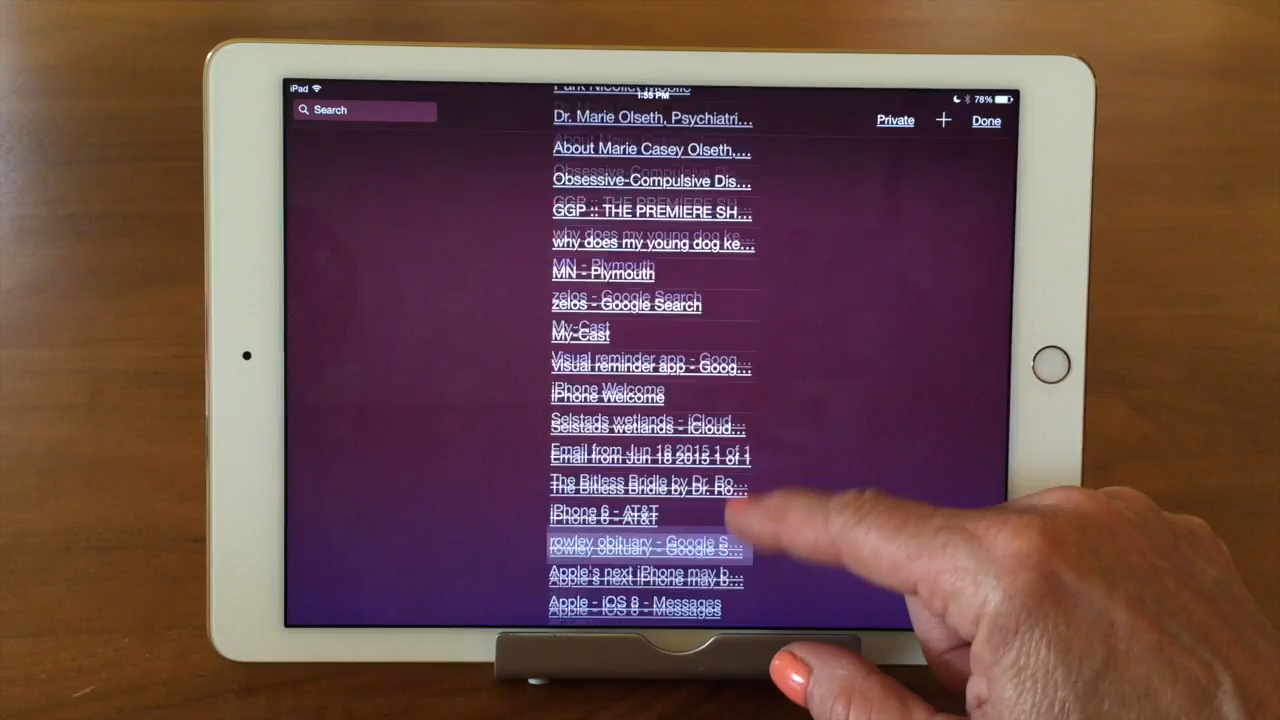 iPad
Park Nicollet Mobile
1:55 PM
78%
Search
Private
+
Done
Dr. Marie Olseth, Psychiatri...
About Marie Casey Olseth,...
Obsessive-Compulsive Dis...
GGP :: THE PREMIERE SH...
why does my young dog ke...
MN - Plymouth
zelos - Google Search
My-Cast
Visual reminder app - Goog...
iPhone Welcome
Selstads wetlands - iCloud...
Email from Jun 18 2015 1 of 1
The Bitless Bridle by Dr. Ro...
iPhone 6 - AT&T
rowley obituary - Google S...
Apple's next iPhone may b...
Apple - iOS 8 - Messages